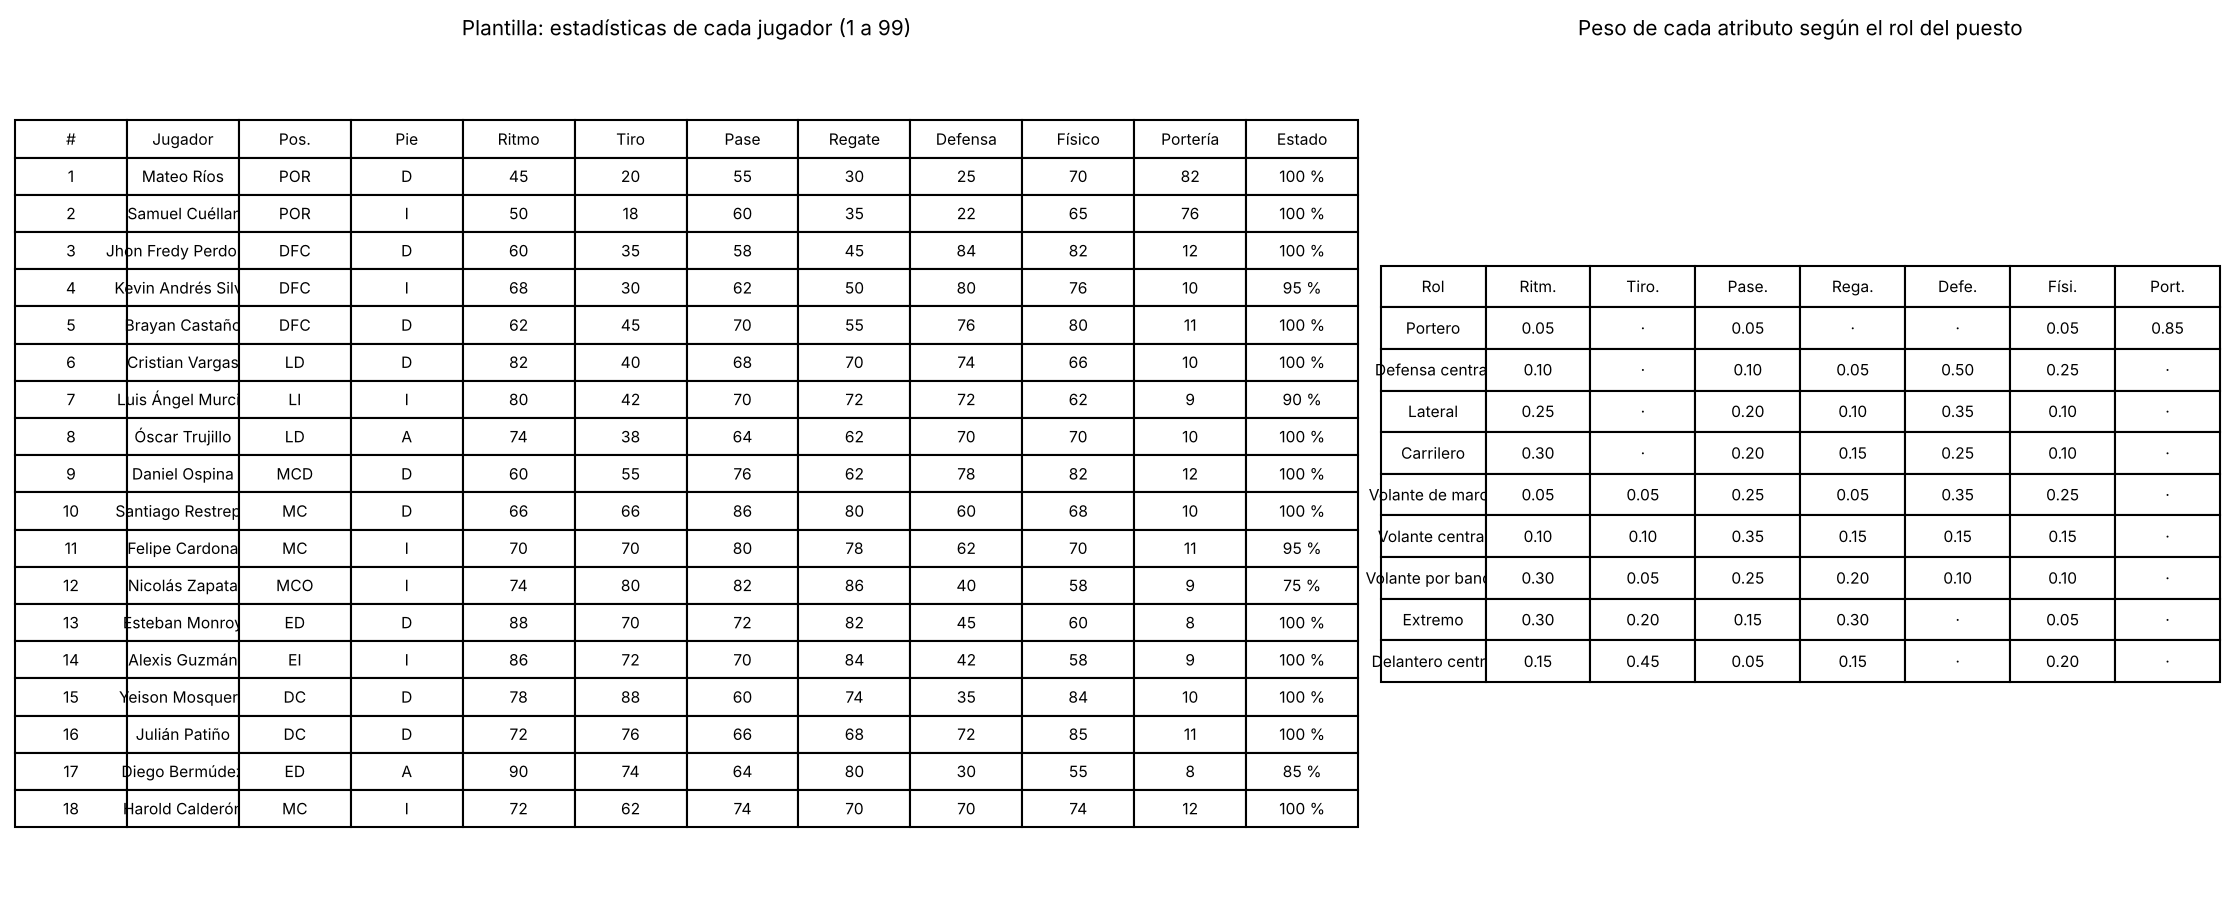 Plantilla: estadísticas de cada jugador (1 a 99)
# Jugador Pos. Pie Ritmo Tiro Pase Regate Defensa Físico Portería Estado
1 Mateo Ríos POR D 45 20 55 30 25 70 82 100 %
2 Samuel Cuéllar POR I 50 18 60 35 22 65 76 100 %
3 Jhon Fredy Perdo DFC D 60 35 58 45 84 82 12 100 %
4 Kevin Andrés Silv DFC I 68 30 62 50 80 76 10 95 %
5 Brayan Castaño DFC D 62 45 70 55 76 80 11 100 %
6 Cristian Vargas LD D 82 40 68 70 74 66 10 100 %
7 Luis Ángel Murci LI I 80 42 70 72 72 62 9 90 %
8 Óscar Trujillo LD A 74 38 64 62 70 70 10 100 %
9 Daniel Ospina MCD D 60 55 76 62 78 82 12 100 %
10 Santiago Restrep MC D 66 66 86 80 60 68 10 100 %
11 Felipe Cardona MC I 70 70 80 78 62 70 11 95 %
12 Nicolás Zapata MCO I 74 80 82 86 40 58 9 75 %
13 Esteban Monroy ED D 88 70 72 82 45 60 8 100 %
14 Alexis Guzmán EI I 86 72 70 84 42 58 9 100 %
15 Yeison Mosquer DC D 78 88 60 74 35 84 10 100 %
16 Julián Patiño DC D 72 76 66 68 72 85 11 100 %
17 Diego Bermúdez ED A 90 74 64 80 30 55 8 85 %
18 Harold Calderón MC I 72 62 74 70 70 74 12 100 %
Peso de cada atributo según el rol del puesto
Rol Ritm. Tiro. Pase. Rega. Defe. Físi. Port.
Portero 0.05 · 0.05 · · 0.05 0.85
Defensa centra 0.10 · 0.10 0.05 0.50 0.25 ·
Lateral 0.25 · 0.20 0.10 0.35 0.10 ·
Carrilero 0.30 · 0.20 0.15 0.25 0.10 ·
Volante de marc 0.05 0.05 0.25 0.05 0.35 0.25 ·
Volante centra 0.10 0.10 0.35 0.15 0.15 0.15 ·
Volante por band 0.30 0.05 0.25 0.20 0.10 0.10 ·
Extremo 0.30 0.20 0.15 0.30 · 0.05 ·
Delantero centr 0.15 0.45 0.05 0.15 · 0.20 ·